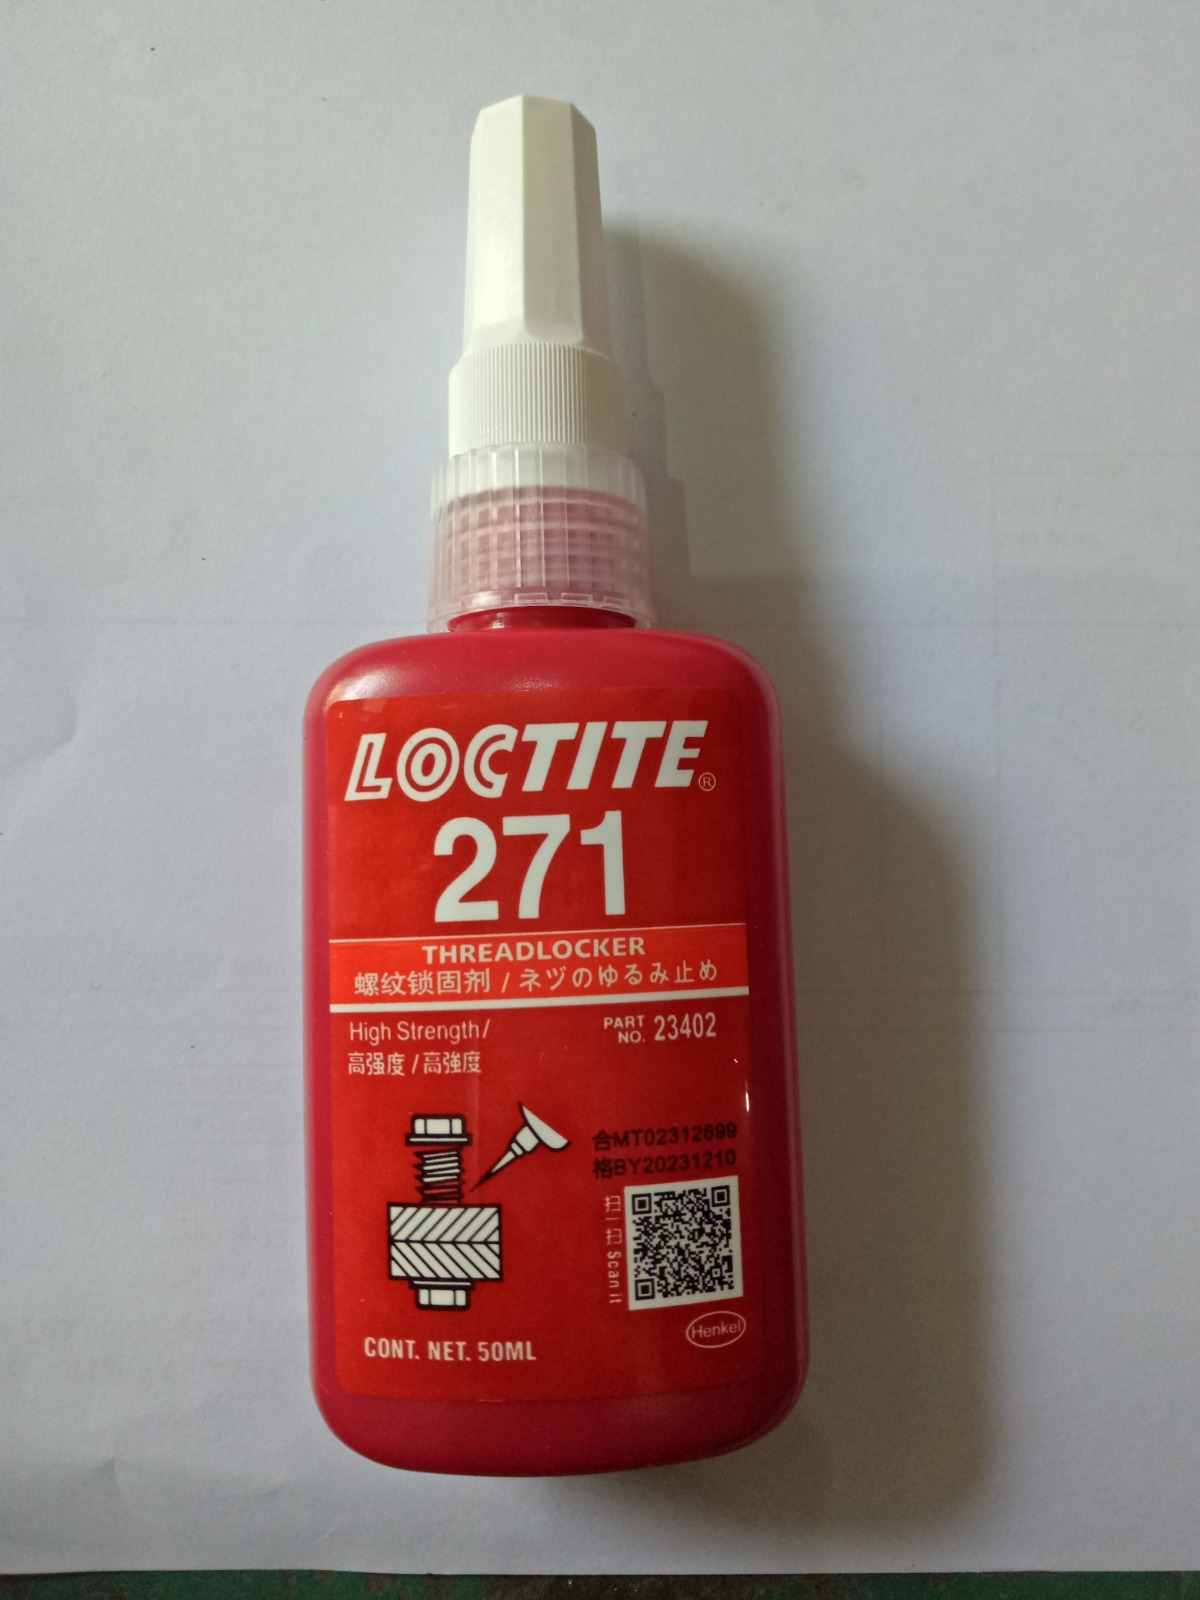 LOCTITE®
271
THREADLOCKER
螺纹锁固剂 / ネヅのゆるみ止め
High Strength/
高强度 / 高強度
PART NO. 23402
合MT02312699
格BY20231210
扫一扫 Scan it
Henkel
CONT. NET. 50ML